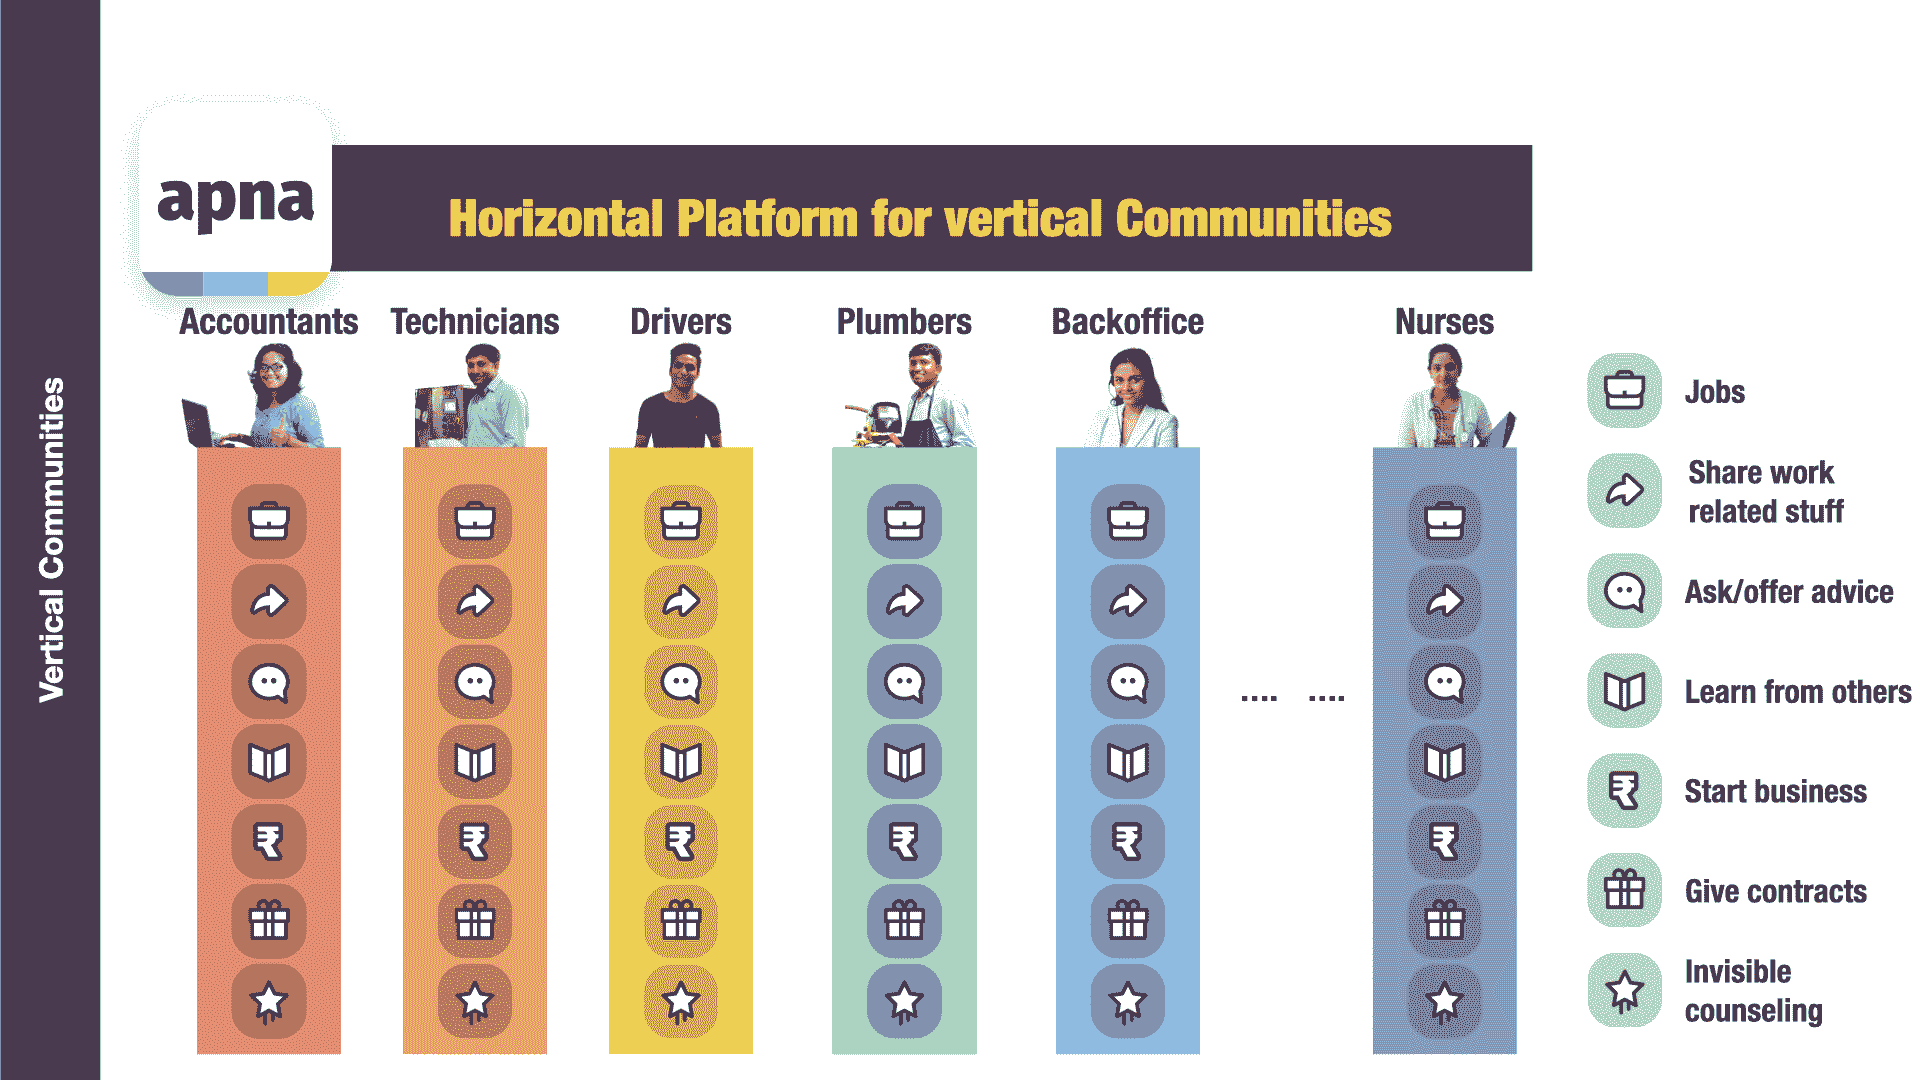 apna
Horizontal Platform for vertical Communities
Vertical Communities
Accountants
Technicians
Drivers
Plumbers
Backoffice
.... ....
Nurses
Jobs
Share work
related stuff
Ask/offer advice
Learn from others
Start business
Give contracts
Invisible
counseling